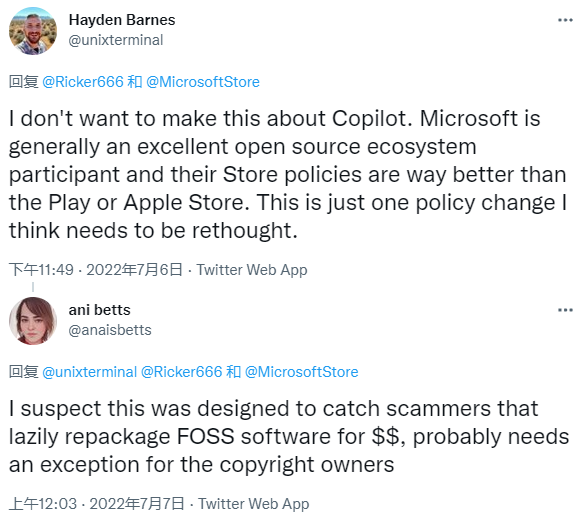 Hayden Barnes
@unixterminal
回复 @Ricker666 和 @MicrosoftStore
I don't want to make this about Copilot. Microsoft is
generally an excellent open source ecosystem
participant and their Store policies are way better than
the Play or Apple Store. This is just one policy change I
think needs to be rethought.
下午11:49 · 2022年7月6日 · Twitter Web App
ani betts
@anaisbetts
回复 @unixterminal @Ricker666 和 @MicrosoftStore
I suspect this was designed to catch scammers that
lazily repackage FOSS software for $$, probably needs
an exception for the copyright owners
上午12:03 · 2022年7月7日 · Twitter Web App